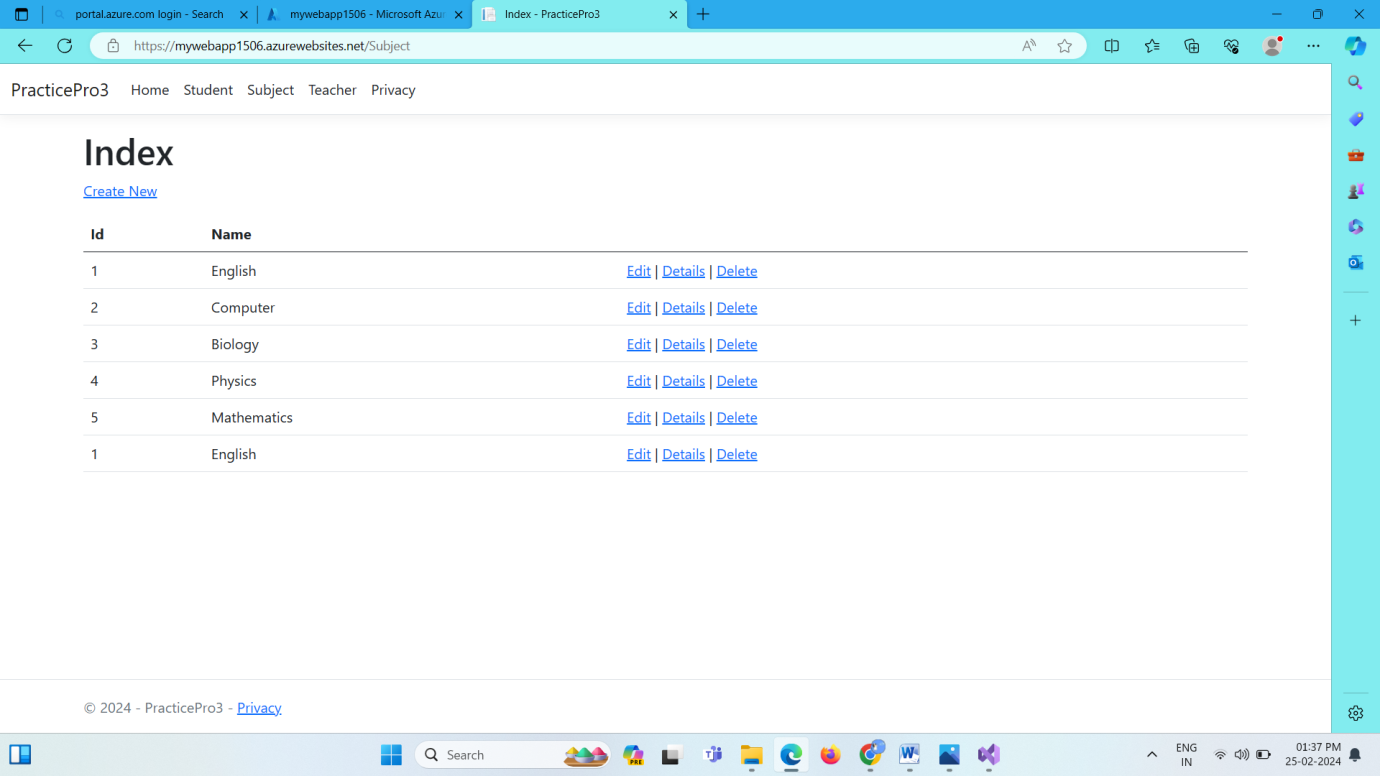 portal.azure.com login - Search
mywebapp1506 - Microsoft Azu
Index - PracticePro3
https://mywebapp1506.azurewebsites.net/Subject
PracticePro3 Home Student Subject Teacher Privacy
Index
Create New
Id Name
1 English Edit | Details | Delete
2 Computer Edit | Details | Delete
3 Biology Edit | Details | Delete
4 Physics Edit | Details | Delete
5 Mathematics Edit | Details | Delete
1 English Edit | Details | Delete
© 2024 - PracticePro3 - Privacy
Search
PRE
ENG
IN
01:37 PM
25-02-2024